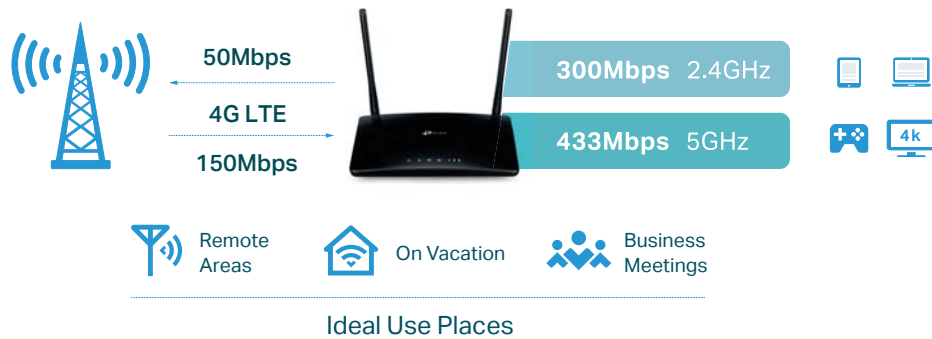 50Mbps
4G LTE
150Mbps
300Mbps 2.4GHz
433Mbps 5GHz
4k
Remote
Areas
On Vacation
Business
Meetings
Ideal Use Places